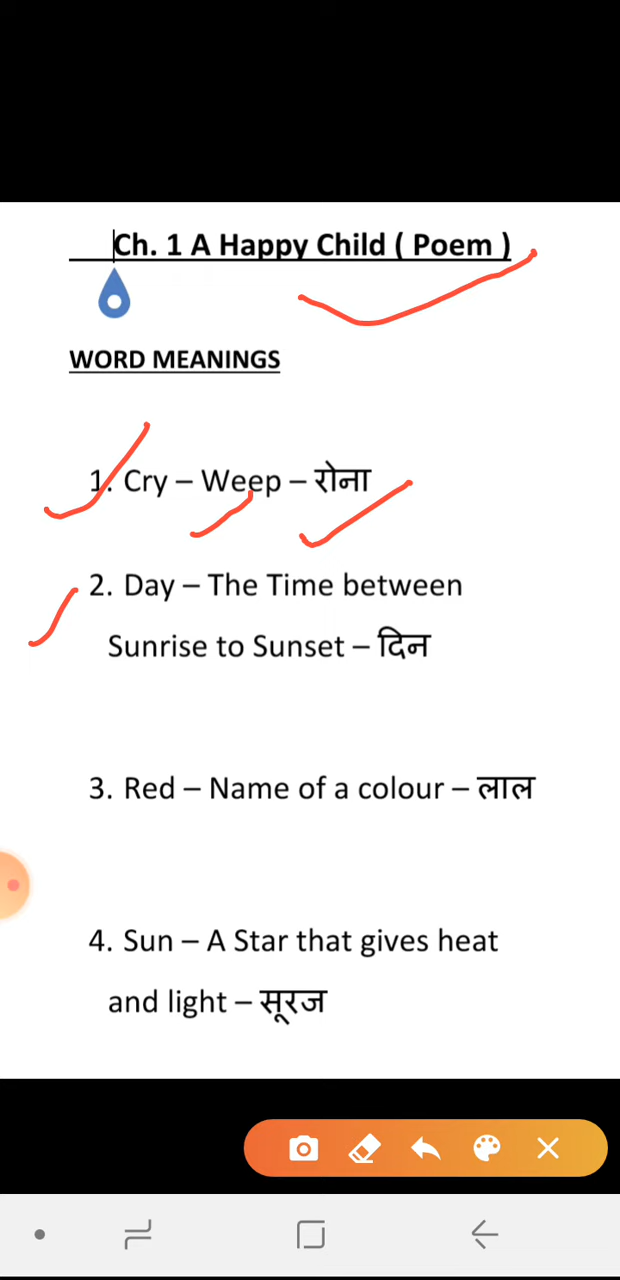 Ch. 1 A Happy Child ( Poem )
WORD MEANINGS
1. Cry – Weep – रोना
2. Day – The Time between
Sunrise to Sunset – दिन
3. Red – Name of a colour – लाल
4. Sun – A Star that gives heat
and light – सूरज